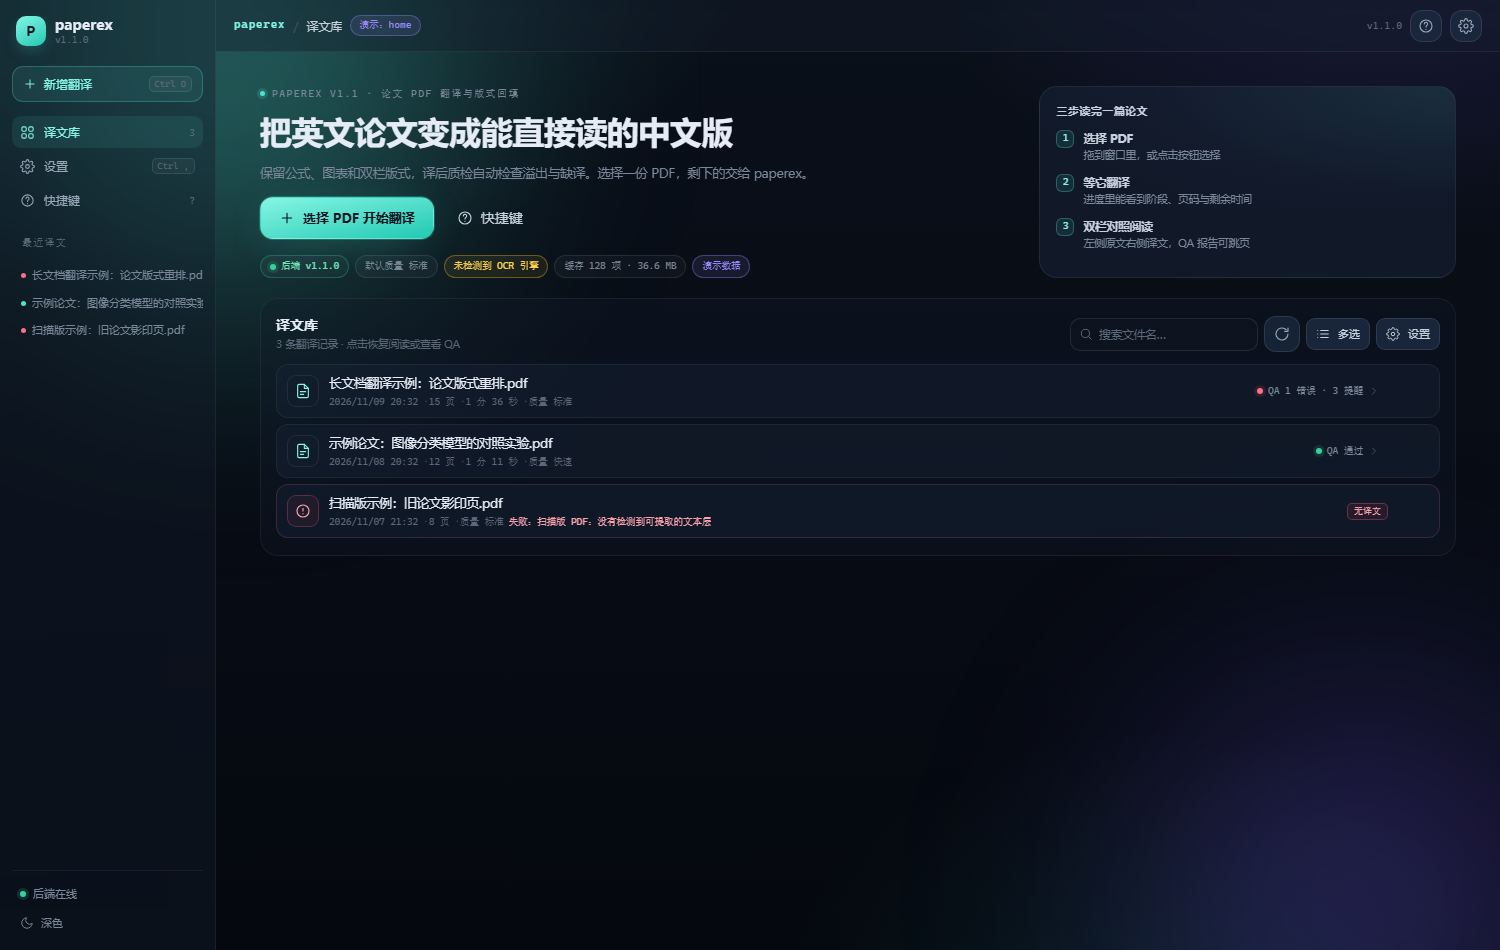 P paperex
v1.1.0
新增翻译 Ctrl O
译文库 3
设置 Ctrl ,
快捷键 ?
最近译文
长文档翻译示例：论文版式重排.pd
示例论文：图像分类模型的对照实验
扫描版示例：旧论文影印页.pdf
后端在线
深色
paperex / 译文库 演示：home
v1.1.0
PAPEREX V1.1 · 论文 PDF 翻译与版式回填
把英文论文变成能直接读的中文版
保留公式、图表和双栏版式，译后质检自动检查溢出与缺译。选择一份 PDF，剩下的交给 paperex。
选择 PDF 开始翻译 快捷键
后端 v1.1.0 默认质量 标准 未检测到 OCR 引擎 缓存 128 项 · 36.6 MB 演示数据
三步读完一篇论文
1 选择 PDF
拖到窗口里，或点击按钮选择
2 等它翻译
进度里能看到阶段、页码与剩余时间
3 双栏对照阅读
左侧原文右侧译文，QA 报告可跳页
译文库
3 条翻译记录 · 点击恢复阅读或查看 QA
搜索文件名… 多选 设置
长文档翻译示例：论文版式重排.pdf
2026/11/09 20:32 ·15 页 ·1 分 36 秒 ·质量 标准
QA 1 错误 · 3 提醒
示例论文：图像分类模型的对照实验.pdf
2026/11/08 20:32 ·12 页 ·1 分 11 秒 ·质量 快速
QA 通过
扫描版示例：旧论文影印页.pdf
2026/11/07 21:32 ·8 页 ·质量 标准 失败：扫描版 PDF：没有检测到可提取的文本层
无译文